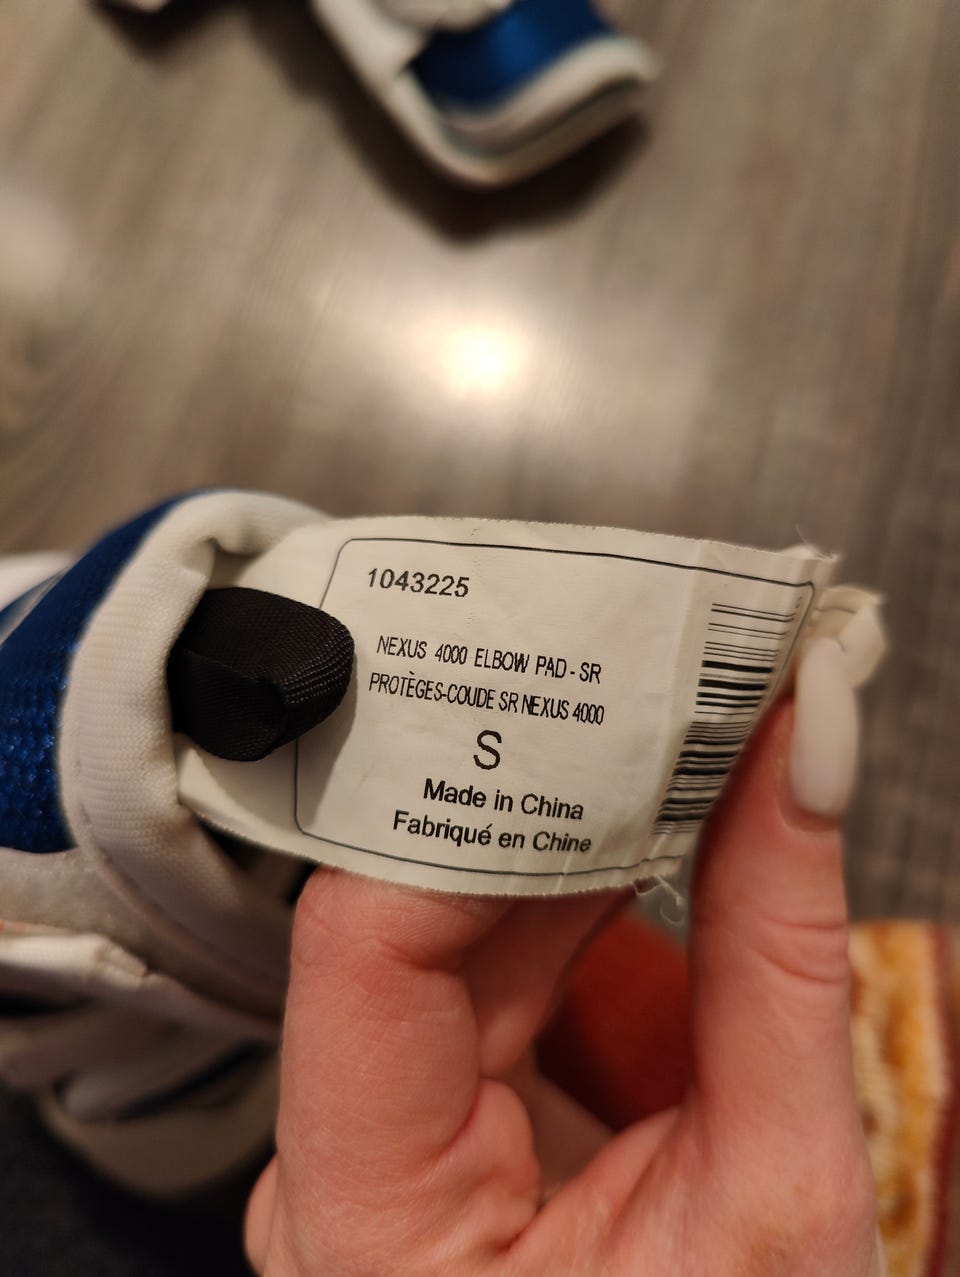 1043225
NEXUS 4000 ELBOW PAD - SR
PROTÈGES-COUDE SR NEXUS 4000
S
Made in China
Fabriqué en Chine